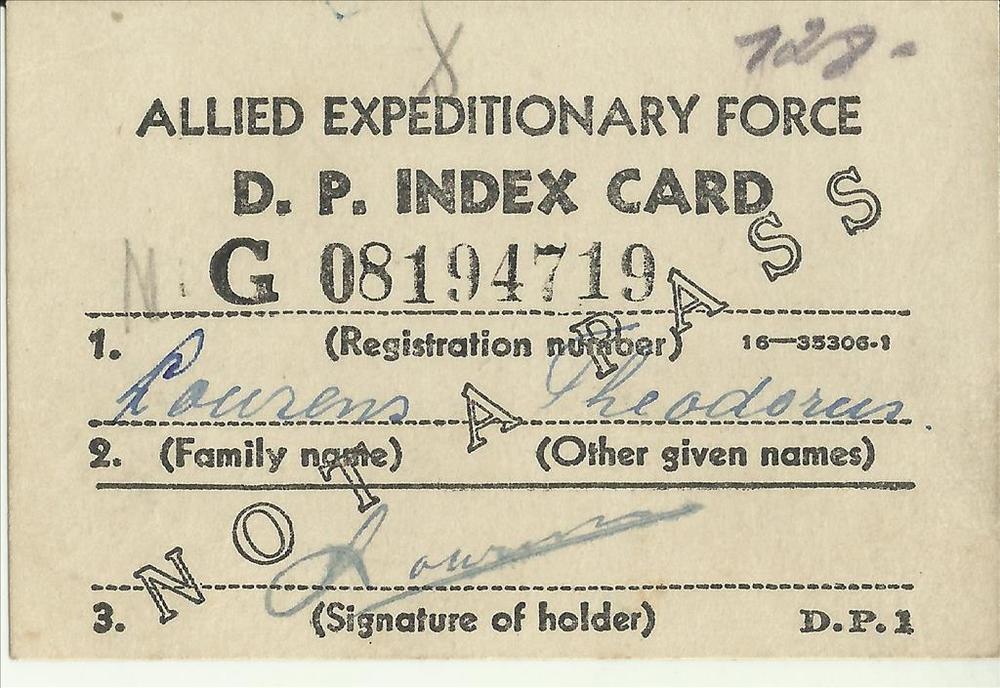 X 728-
ALLIED EXPEDITIONARY FORCE
D. P. INDEX CARD
N: G 08194719
1. (Registration number) 16—35306-1
Lourens Theodorus
2. (Family name) (Other given names)
Lourens
3. (Signature of holder) D.P.1
NOT A PASS